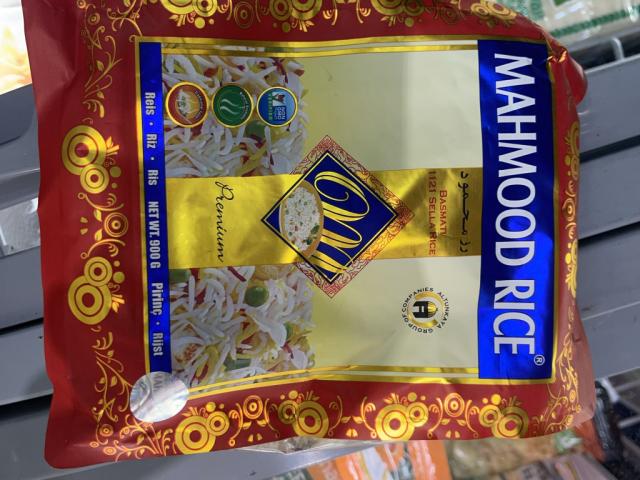 MAHMOOD RICE®
رز محمود
BASMATI
1121 SELLA RICE
ALTUNKAYA
GROUP OF COMPANIES
Premium
Reis • Riz • Ris NET WT. 900 G Pirinç • Rijst